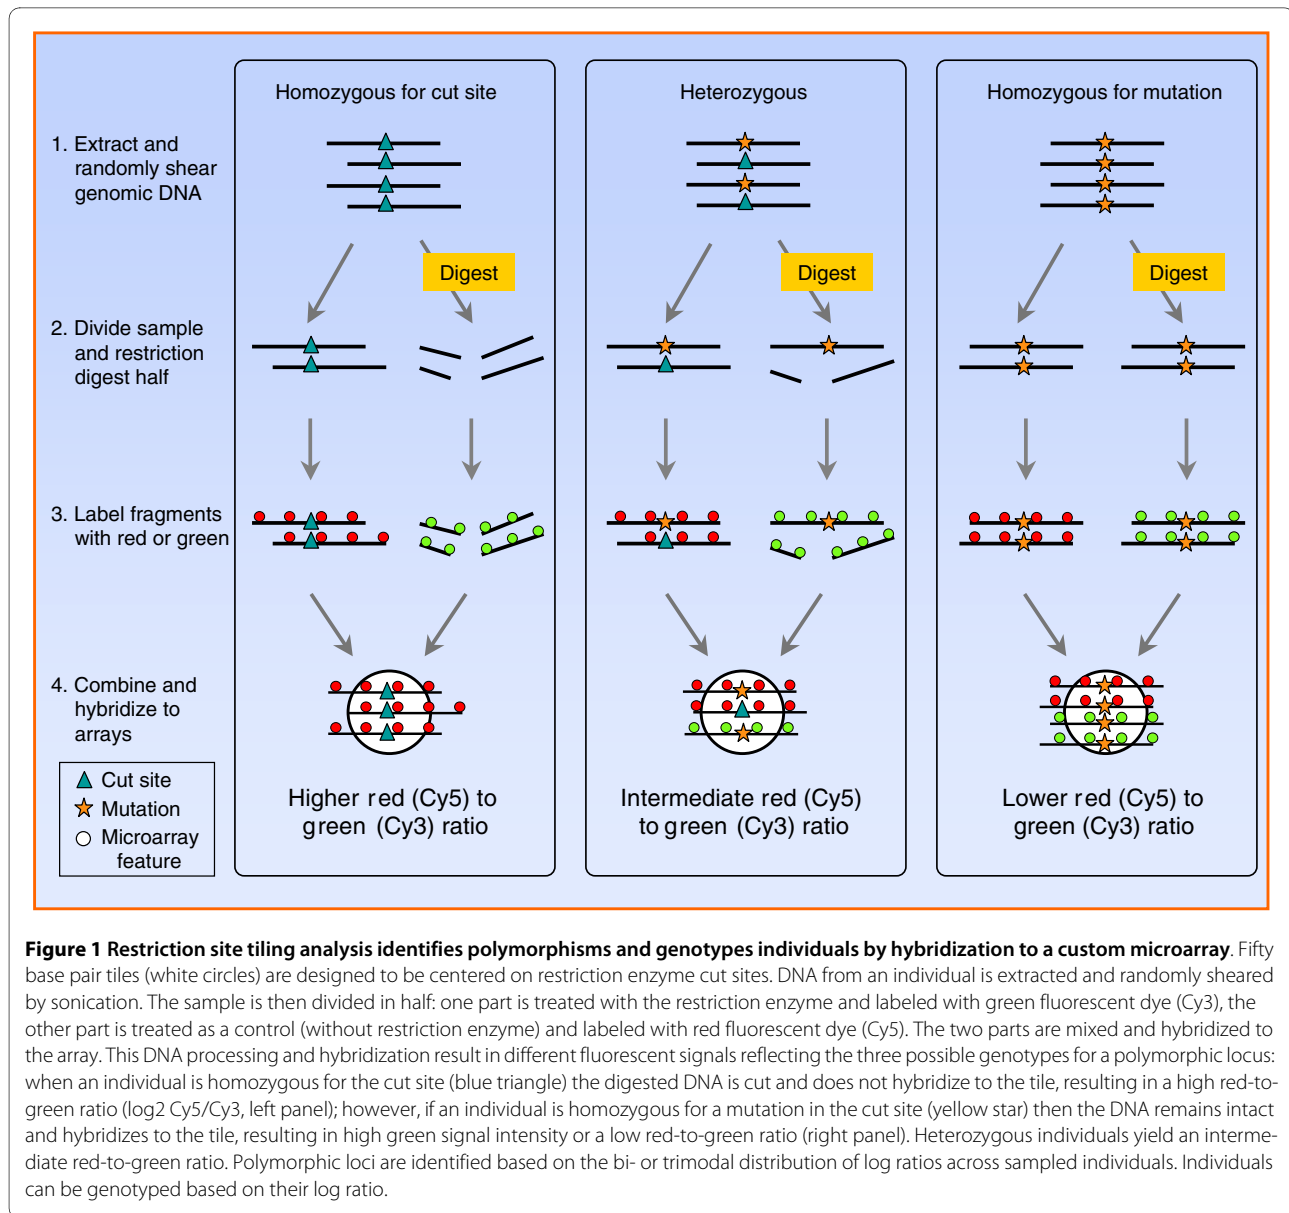 Homozygous for cut site
Heterozygous
Homozygous for mutation
1. Extract and
randomly shear
genomic DNA
Digest
Digest
Digest
2. Divide sample
and restriction
digest half
3. Label fragments
with red or green
4. Combine and
hybridize to
arrays
Cut site
Mutation
Microarray
feature
Higher red (Cy5) to
green (Cy3) ratio
Intermediate red (Cy5)
to green (Cy3) ratio
Lower red (Cy5) to
green (Cy3) ratio
Figure 1 Restriction site tiling analysis identifies polymorphisms and genotypes individuals by hybridization to a custom microarray. Fifty
base pair tiles (white circles) are designed to be centered on restriction enzyme cut sites. DNA from an individual is extracted and randomly sheared
by sonication. The sample is then divided in half: one part is treated with the restriction enzyme and labeled with green fluorescent dye (Cy3), the
other part is treated as a control (without restriction enzyme) and labeled with red fluorescent dye (Cy5). The two parts are mixed and hybridized to
the array. This DNA processing and hybridization result in different fluorescent signals reflecting the three possible genotypes for a polymorphic locus:
when an individual is homozygous for the cut site (blue triangle) the digested DNA is cut and does not hybridize to the tile, resulting in a high red-to-
green ratio (log2 Cy5/Cy3, left panel); however, if an individual is homozygous for a mutation in the cut site (yellow star) then the DNA remains intact
and hybridizes to the tile, resulting in high green signal intensity or a low red-to-green ratio (right panel). Heterozygous individuals yield an interme-
diate red-to-green ratio. Polymorphic loci are identified based on the bi- or trimodal distribution of log ratios across sampled individuals. Individuals
can be genotyped based on their log ratio.